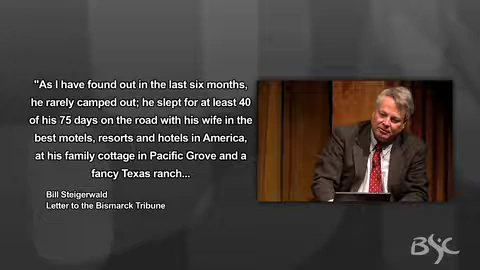 "As I have found out in the last six months,
he rarely camped out; he slept for at least 40
of his 75 days on the road with his wife in the
best motels, resorts and hotels in America,
at his family cottage in Pacific Grove and a
fancy Texas ranch...
Bill Steigerwald
Letter to the Bismarck Tribune
BSC